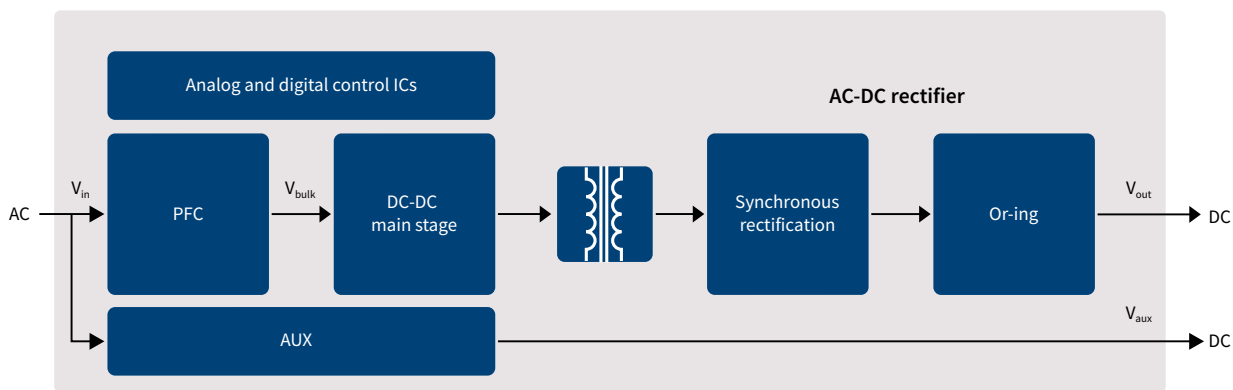 Analog and digital control ICs
AC-DC rectifier
AC
Vin
PFC
Vbulk
DC-DC
main stage
Synchronous
rectification
Or-ing
Vout
DC
AUX
Vaux
DC